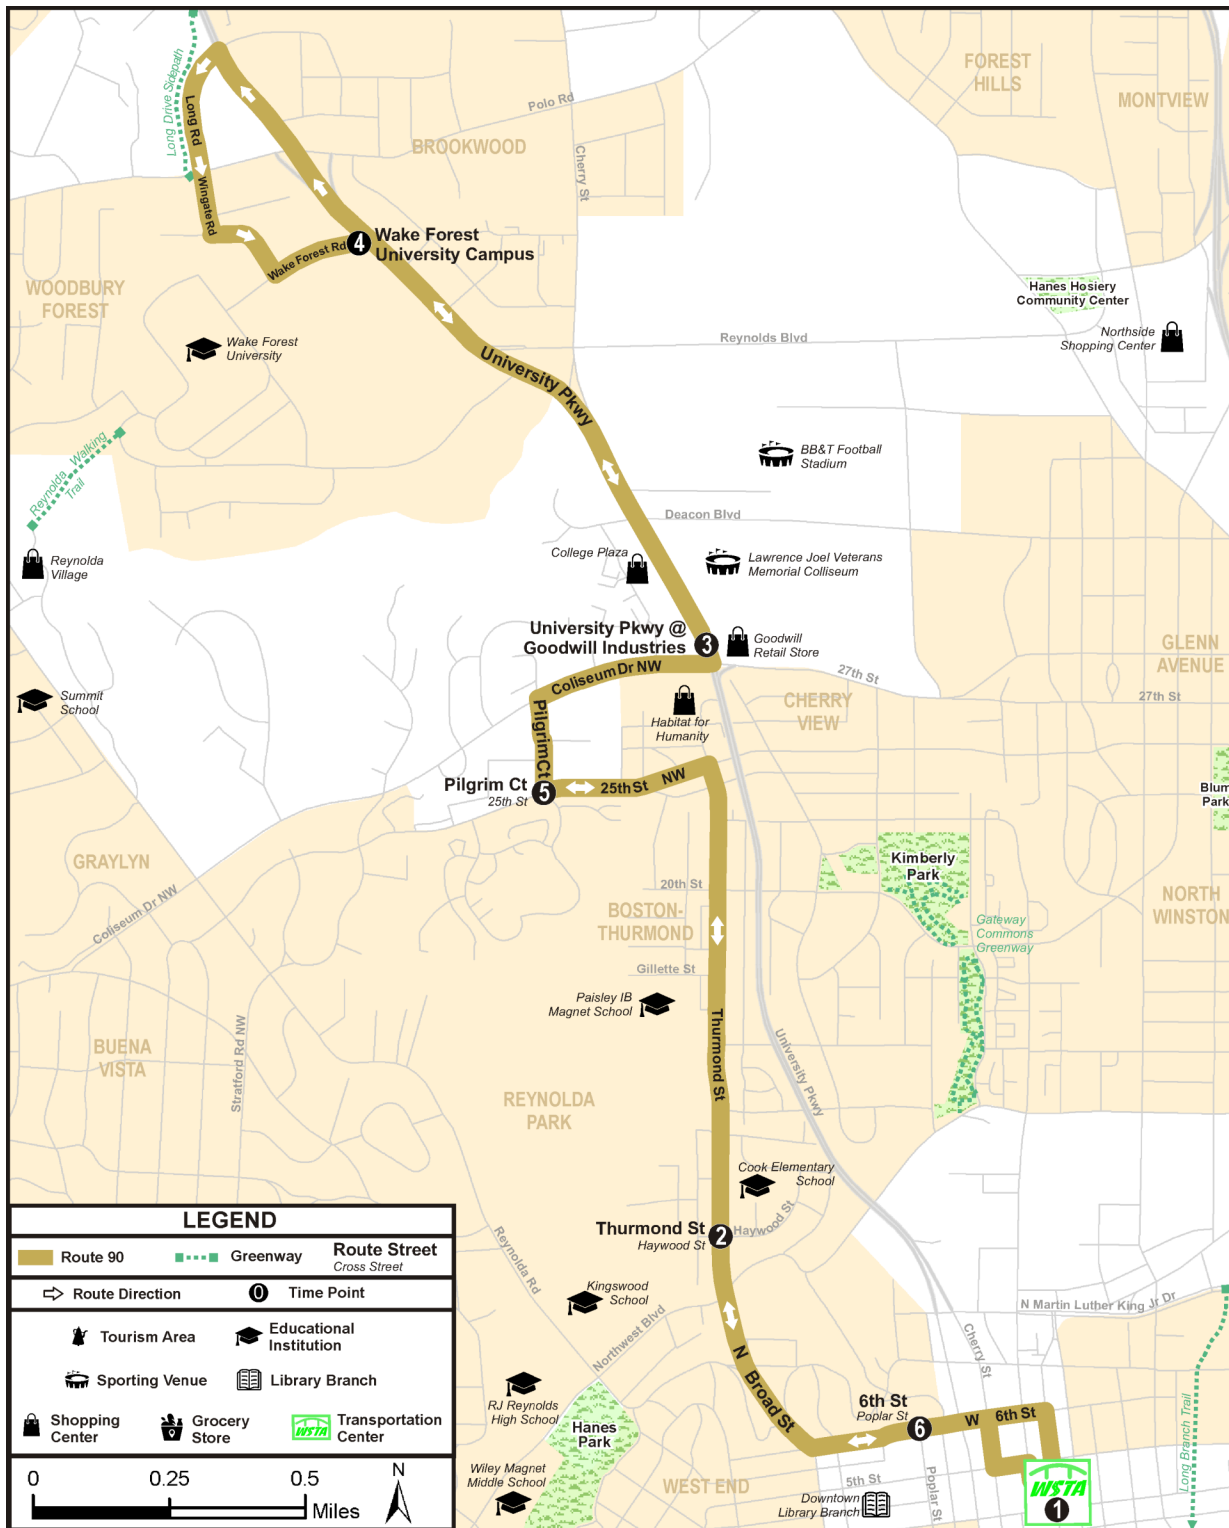 FOREST
HILLS
MONTVIEW
Polo Rd
BROOKWOOD
Cherry St
Long Drive Sidepath
Long Rd
Wingate Rd
Wake Forest Rd
4
Wake Forest
University Campus
WOODBURY
FOREST
Hanes Hosiery
Community Center
Northside
Shopping Center
Wake Forest
University
Reynolds Blvd
University Pkwy
Reynolda Walking
Trail
BB&T Football
Stadium
Deacon Blvd
College Plaza
Lawrence Joel Veterans
Memorial Colliseum
Reynolda
Village
University Pkwy @
Goodwill Industries
3
Goodwill
Retail Store
GLENN
AVENUE
Coliseum Dr NW
27th St
27th St
Summit
School
Pilgrim Ct
Habitat for
Humanity
CHERRY
VIEW
Pilgrim Ct
25th St
5
25th St NW
Blum
Park
GRAYLYN
Kimberly
Park
20th St
NORTH
WINSTON
BOSTON-
THURMOND
Coliseum Dr NW
Gateway
Commons
Greenway
Gillette St
Paisley IB
Magnet School
Thurmond St
University Pkwy
BUENA
VISTA
Stratford Rd NW
REYNOLDA
PARK
Cook Elementary
School
Thurmond St
Haywood St
2
Haywood St
Reynolda Rd
Kingswood
School
Northwest Blvd
N Martin Luther King Jr Dr
Cherry St
N Broad St
RJ Reynolds
High School
Hanes
Park
6th St
Poplar St
6
W 6th St
Long Branch Trail
Wiley Magnet
Middle School
WEST END
5th St
Poplar St
Downtown
Library Branch
WSTA
1
LEGEND
Route 90
Greenway
Route Street
Cross Street
Route Direction
0
Time Point
Tourism Area
Educational
Institution
Sporting Venue
Library Branch
Shopping
Center
Grocery
Store
WSTA
Transportation
Center
0 0.25 0.5
Miles
N